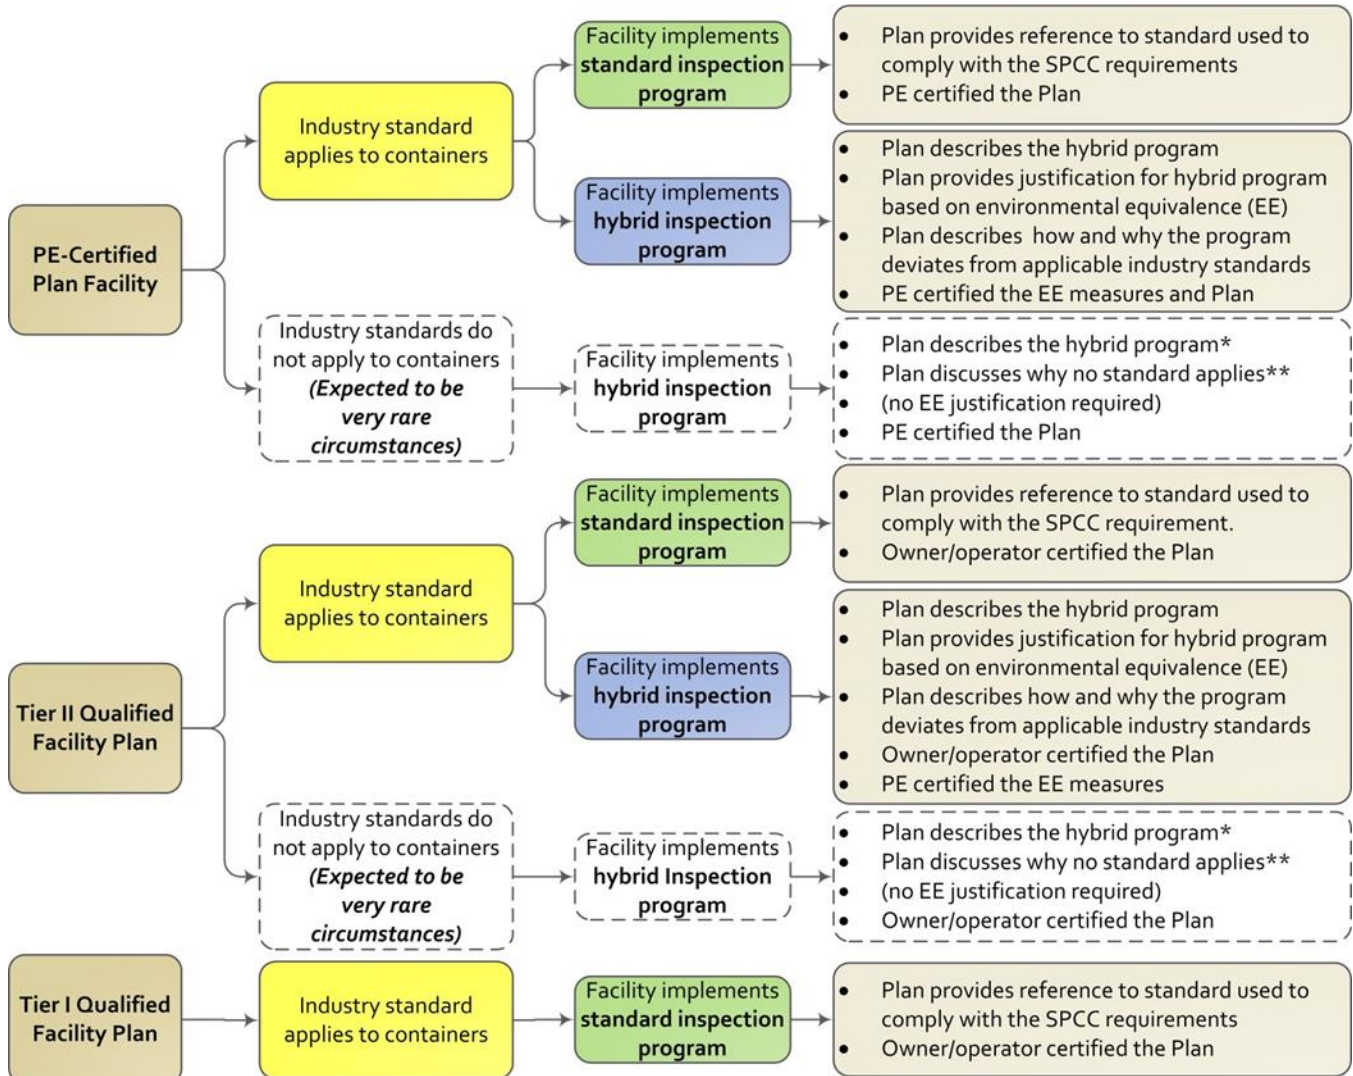 PE-Certified
Plan Facility
Industry standard
applies to containers
Facility implements
standard inspection
program
• Plan provides reference to standard used to
comply with the SPCC requirements
• PE certified the Plan
Facility implements
hybrid inspection
program
• Plan describes the hybrid program
• Plan provides justification for hybrid program
based on environmental equivalence (EE)
• Plan describes how and why the program
deviates from applicable industry standards
• PE certified the EE measures and Plan
Industry standards do
not apply to containers
(Expected to be
very rare
circumstances)
Facility implements
hybrid inspection
program
• Plan describes the hybrid program*
• Plan discusses why no standard applies**
• (no EE justification required)
• PE certified the Plan
Tier II Qualified
Facility Plan
Industry standard
applies to containers
Facility implements
standard inspection
program
• Plan provides reference to standard used to
comply with the SPCC requirement.
• Owner/operator certified the Plan
Facility implements
hybrid inspection
program
• Plan describes the hybrid program
• Plan provides justification for hybrid program
based on environmental equivalence (EE)
• Plan describes how and why the program
deviates from applicable industry standards
• Owner/operator certified the Plan
• PE certified the EE measures
Industry standards do
not apply to containers
(Expected to be
very rare
circumstances)
Facility implements
hybrid Inspection
program
• Plan describes the hybrid program*
• Plan discusses why no standard applies**
• (no EE justification required)
• Owner/operator certified the Plan
Tier I Qualified
Facility Plan
Industry standard
applies to containers
Facility implements
standard inspection
program
• Plan provides reference to standard used to
comply with the SPCC requirements
• Owner/operator certified the Plan